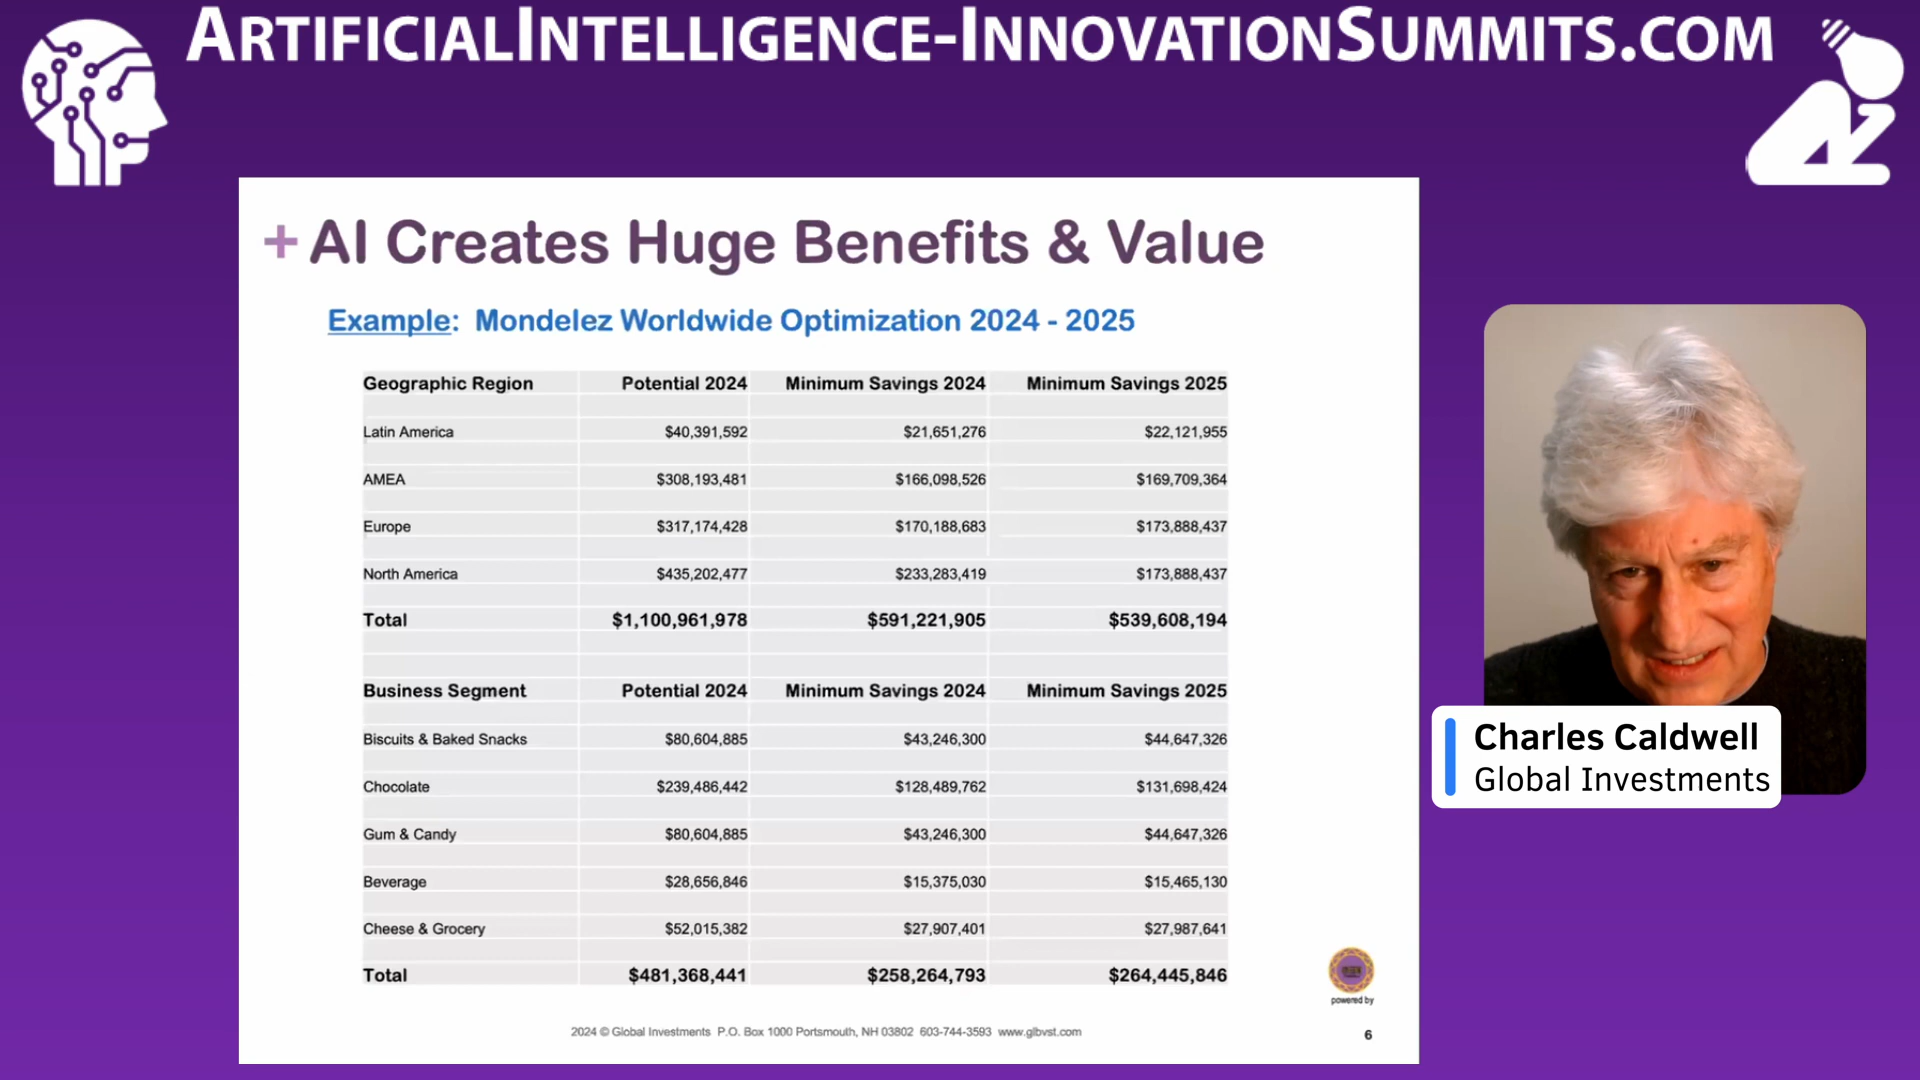 ARTIFICIALINTELLIGENCE-INNOVATIONSUMMITS.COM
+ AI Creates Huge Benefits & Value
Example: Mondelez Worldwide Optimization 2024 - 2025
Geographic Region Potential 2024 Minimum Savings 2024 Minimum Savings 2025
Latin America $40,391,592 $21,651,276 $22,121,955
AMEA $308,193,481 $166,098,526 $169,709,364
Europe $317,174,428 $170,188,683 $173,888,437
North America $435,202,477 $233,283,419 $173,888,437
Total $1,100,961,978 $591,221,905 $539,608,194
Business Segment Potential 2024 Minimum Savings 2024 Minimum Savings 2025
Biscuits & Baked Snacks $80,604,885 $43,246,300 $44,647,326
Chocolate $239,486,442 $128,489,762 $131,698,424
Gum & Candy $80,604,885 $43,246,300 $44,647,326
Beverage $28,656,846 $15,375,030 $15,465,130
Cheese & Grocery $52,015,382 $27,907,401 $27,987,641
Total $481,368,441 $258,264,793 $264,445,846
powered by
2024 © Global Investments P.O. Box 1000 Portsmouth, NH 03802 603-744-3593 www.glbvst.com
6
Charles Caldwell
Global Investments